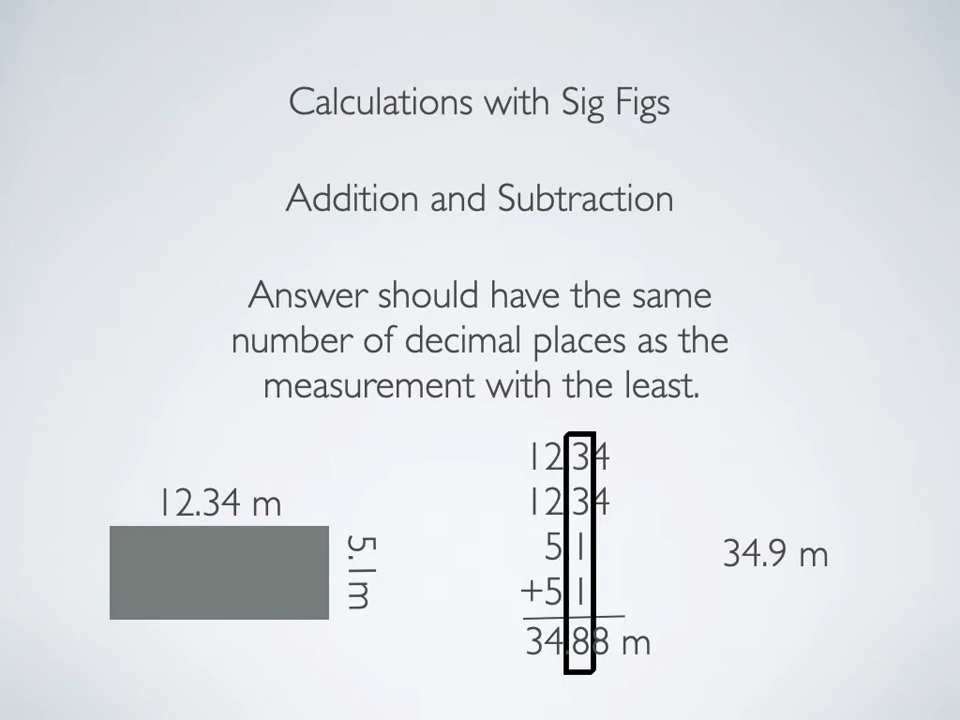 Calculations with Sig Figs
Addition and Subtraction
Answer should have the same
number of decimal places as the
measurement with the least.
12.34 m
5.1m
12.34
12.34
5.1
+5.1
34.88 m
34.9 m